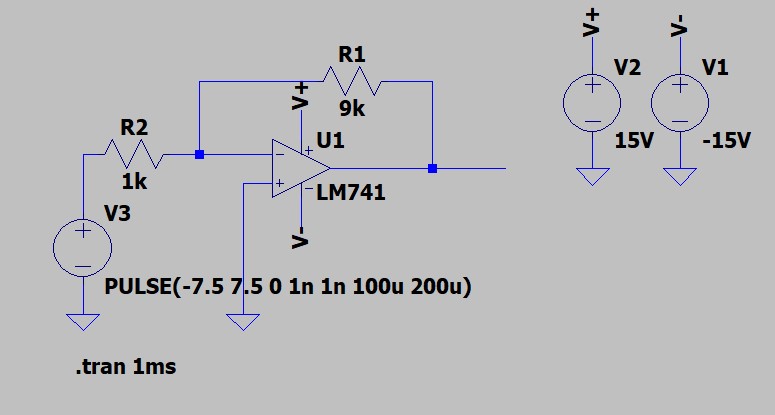 R1
9k
V+
R2
1k
U1
LM741
V-
V3
PULSE(-7.5 7.5 0 1n 1n 100u 200u)
.tran 1ms
V+
V2
15V
V-
V1
-15V